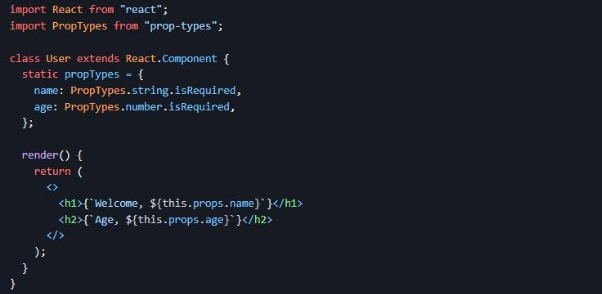 import React from "react";
import PropTypes from "prop-types";

class User extends React.Component {
  static propTypes = {
    name: PropTypes.string.isRequired,
    age: PropTypes.number.isRequired,
  };

  render() {
    return (
      <>
        <h1>{`Welcome, ${this.props.name}`}</h1>
        <h2>{`Age, ${this.props.age}`}</h2>
      </>
    );
  }
}